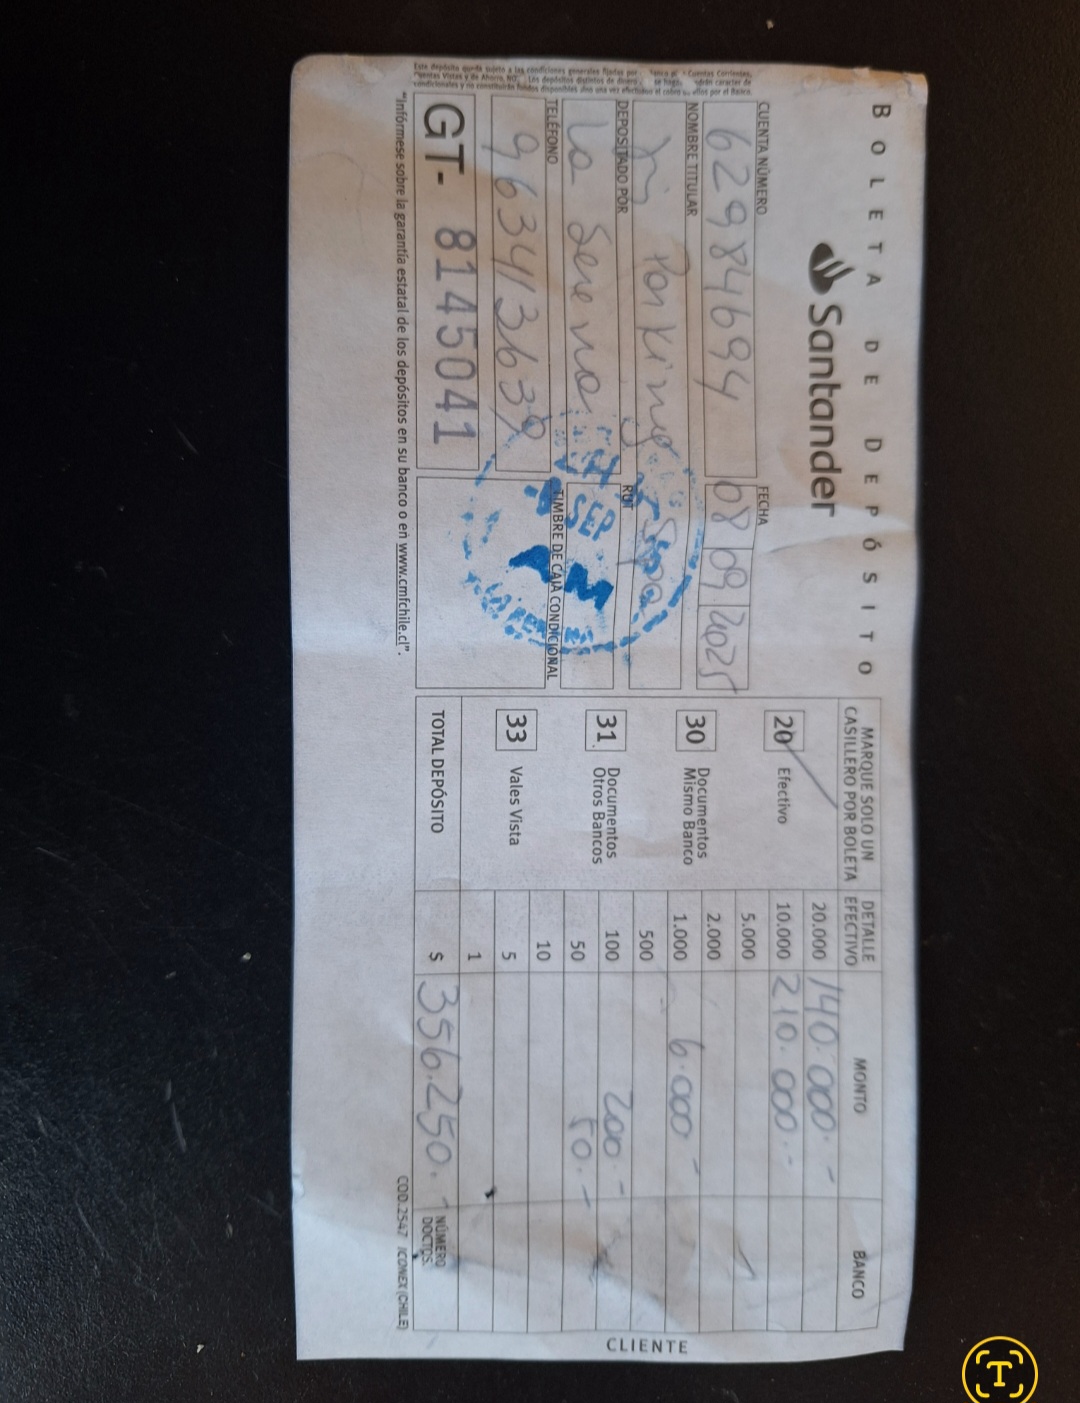 BOLETA DE DEPÓSITO
Santander
CUENTA NÚMERO
629846994
FECHA
08 09 2025
NOMBRE TITULAR
Parking Spa
DEPOSITADO POR
La Serena
RUT
TELÉFONO
963413639
TIMBRE DE CAJA CONDICIONAL
SEP
GT- 8145041
"Infórmese sobre la garantía estatal de los depósitos en su banco o en www.cmfchile.cl".
MARQUE SOLO UN CASILLERO POR BOLETA
DETALLE EFECTIVO
MONTO
BANCO
20 Efectivo
30 Documentos Mismo Banco
31 Documentos Otros Bancos
33 Vales Vista
20.000 140.000.-
10.000 210.000.-
5.000
2.000
1.000 6.000-
500
100 200-
50 50.-
10
5
1
TOTAL DEPÓSITO $ 356.250.-
NÚMERO DOCTOS.
COD.2547 ICONEX (CHILE)
CLIENTE